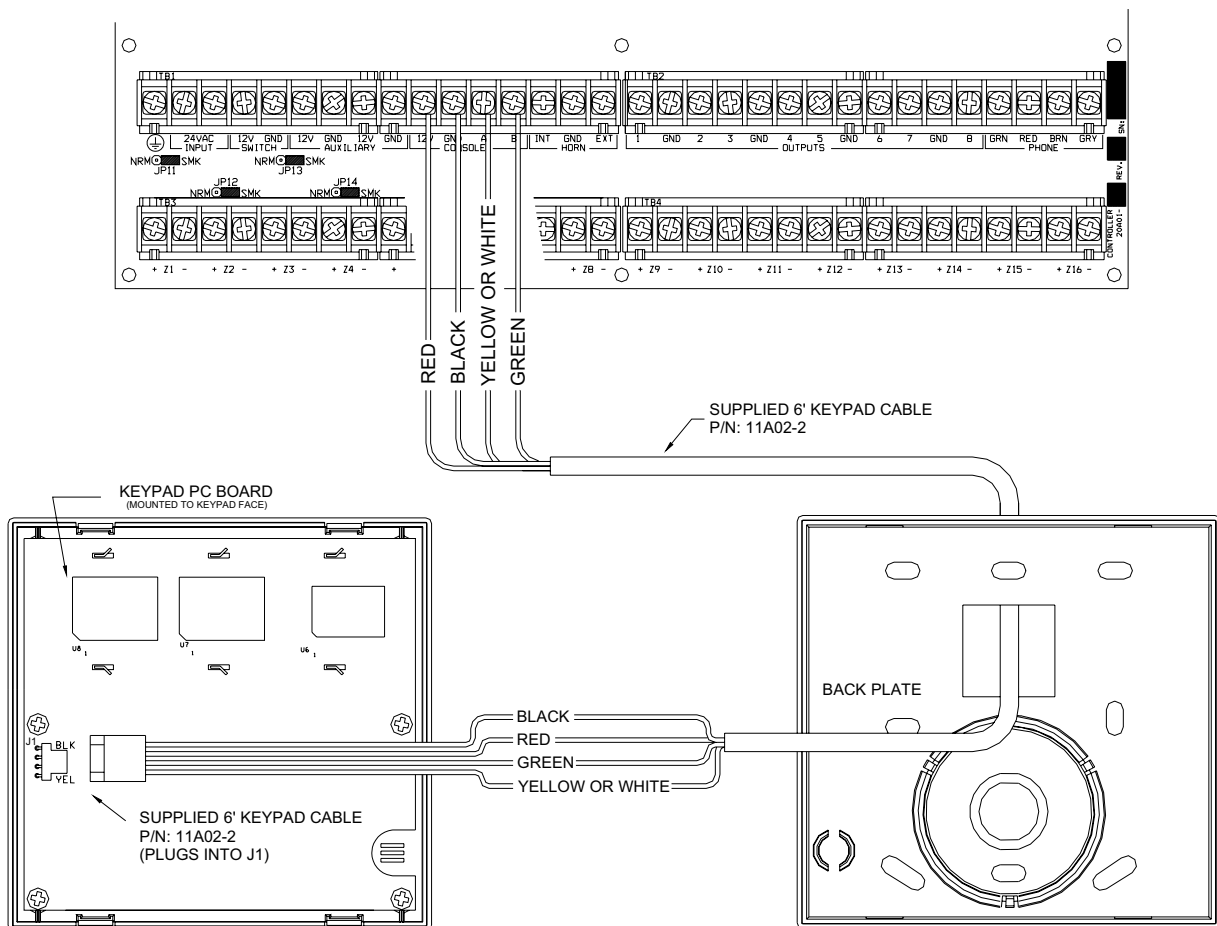 TB1 TB2
24VAC 12V GND 12V GND 12V GND 12V GND A B INT GND EXT 1 GND 2 3 GND 4 5 GND 6 7 GND 8 GRN RED BRN GRY
INPUT SWITCH AUXILIARY CONSOLE HORN OUTPUTS PHONE
SN:
NRM SMK NRM SMK
JP11 JP13
JP12 JP14
NRM SMK NRM SMK
REV.
TB3 TB4
CONTROLLER
20A01-
+ Z1 - + Z2 - + Z3 - + Z4 - + + Z8 - + Z9 - + Z10 - + Z11 - + Z12 - + Z13 - + Z14 - + Z15 - + Z16 -
RED
BLACK
YELLOW OR WHITE
GREEN
SUPPLIED 6' KEYPAD CABLE
P/N: 11A02-2
KEYPAD PC BOARD
(MOUNTED TO KEYPAD FACE)
U8 1 U7 1 U6 1
BACK PLATE
J1
BLK
YEL
BLACK
RED
GREEN
YELLOW OR WHITE
SUPPLIED 6' KEYPAD CABLE
P/N: 11A02-2
(PLUGS INTO J1)